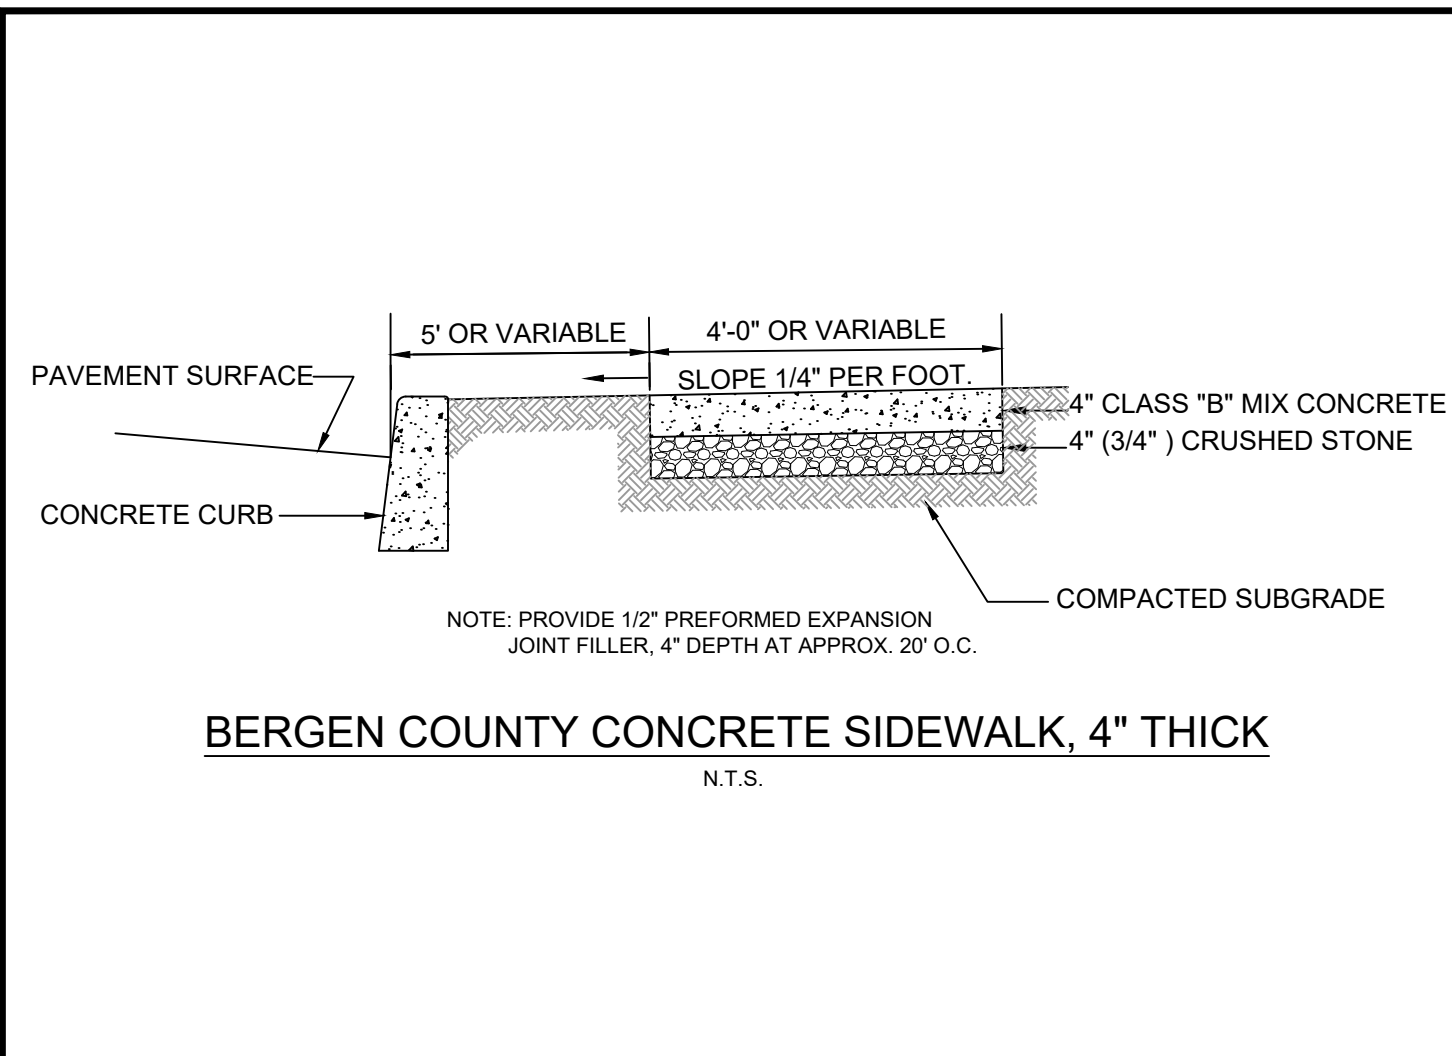 5' OR VARIABLE
4'-0" OR VARIABLE
PAVEMENT SURFACE
SLOPE 1/4" PER FOOT.
4" CLASS "B" MIX CONCRETE
4" (3/4" ) CRUSHED STONE
CONCRETE CURB
COMPACTED SUBGRADE
NOTE: PROVIDE 1/2" PREFORMED EXPANSION
JOINT FILLER, 4" DEPTH AT APPROX. 20' O.C.
BERGEN COUNTY CONCRETE SIDEWALK, 4" THICK
N.T.S.